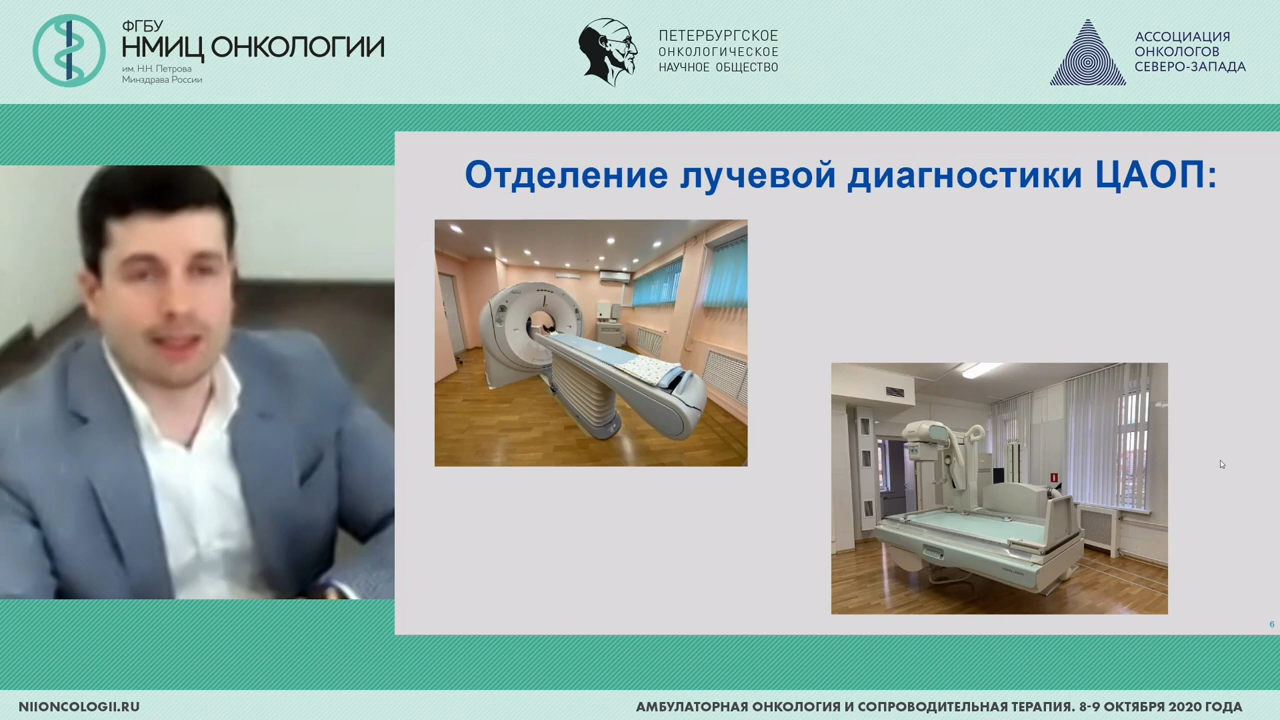 ФГБУ
НМИЦ ОНКОЛОГИИ
им. Н.Н. Петрова
Минздрава России
ПЕТЕРБУРГСКОЕ
ОНКОЛОГИЧЕСКОЕ
НАУЧНОЕ ОБЩЕСТВО
АССОЦИАЦИЯ
ОНКОЛОГОВ
СЕВЕРО-ЗАПАДА
Отделение лучевой диагностики ЦАОП:
6
NIIONCOLOGII.RU
АМБУЛАТОРНАЯ ОНКОЛОГИЯ И СОПРОВОДИТЕЛЬНАЯ ТЕРАПИЯ. 8-9 ОКТЯБРЯ 2020 ГОДА